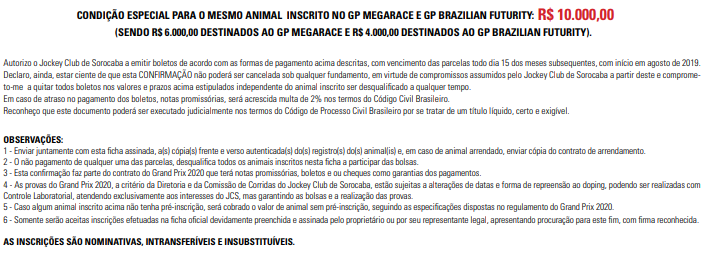 CONDIÇÃO ESPECIAL PARA O MESMO ANIMAL INSCRITO NO GP MEGARACE E GP BRAZILIAN FUTURITY: R$ 10.000,00
(SENDO R$ 6.000,00 DESTINADOS AO GP MEGARACE E R$ 4.000,00 DESTINADOS AO GP BRAZILIAN FUTURITY).
Autorizo o Jockey Club de Sorocaba a emitir boletos de acordo com as formas de pagamento acima descritas, com vencimento das parcelas todo dia 15 dos meses subsequentes, com início em agosto de 2019.
Declaro, ainda, estar ciente de que esta CONFIRMAÇÃO não poderá ser cancelada sob qualquer fundamento, em virtude de compromissos assumidos pelo Jockey Club de Sorocaba a partir deste e comprome-
to-me a quitar todos boletos nos valores e prazos acima estipulados independente do animal inscrito ser desqualificado a qualquer tempo.
Em caso de atraso no pagamento dos boletos, notas promissórias, será acrescida multa de 2% nos termos do Código Civil Brasileiro.
Reconheço que este documento poderá ser executado judicialmente nos termos do Código de Processo Civil Brasileiro por se tratar de um título líquido, certo e exigível.
OBSERVAÇÕES:
1 - Enviar juntamente com esta ficha assinada, a(s) cópia(s) frente e verso autenticada(s) do(s) registro(s) do(s) animal(is) e, em caso de animal arrendado, enviar cópia do contrato de arrendamento.
2 - O não pagamento de qualquer uma das parcelas, desqualifica todos os animais inscritos nesta ficha a participar das bolsas.
3 - Esta confirmação faz parte do contrato do Grand Prix 2020 que terá notas promissórias, boletos e ou cheques como garantias dos pagamentos.
4 - As provas do Grand Prix 2020, a critério da Diretoria e da Comissão de Corridas do Jockey Club de Sorocaba, estão sujeitas a alterações de datas e forma de repreensão ao doping, podendo ser realizadas com
Controle Laboratorial, atendendo exclusivamente aos interesses do JCS, mas garantindo as bolsas e a realização das provas.
5 - Caso algum animal inscrito acima não tenha pré-inscrição, será cobrado o valor de animal sem pré-inscrição, seguindo as especificações dispostas no regulamento do Grand Prix 2020.
6 - Somente serão aceitas inscrições efetuadas na ficha oficial devidamente preenchida e assinada pelo proprietário ou por seu representante legal, apresentando procuração para este fim, com firma reconhecida.
AS INSCRIÇÕES SÃO NOMINATIVAS, INTRANSFERÍVEIS E INSUBSTITUÍVEIS.